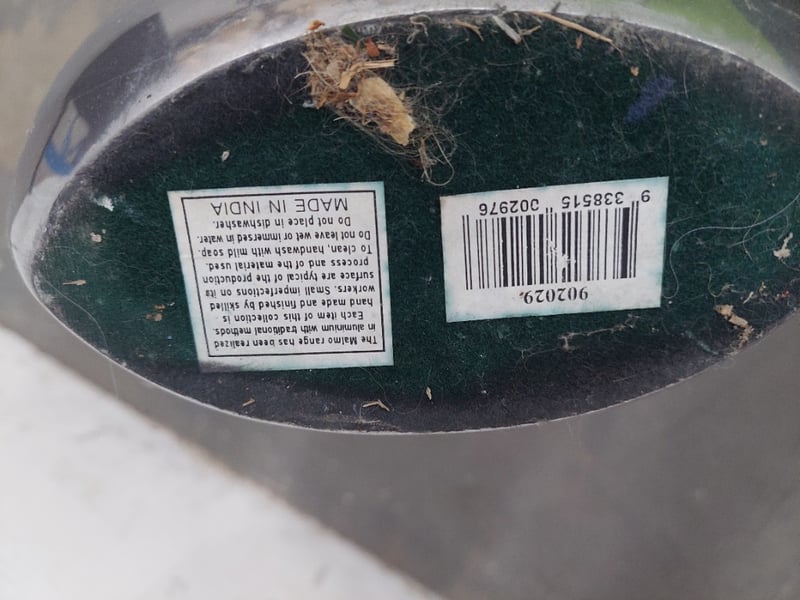 The Malmo range has been realized
in aluminium with traditional methods.
Each item of this collection is
hand made and finished by skilled
workers. Small imperfections on its
surface are typical of the production
process and of the material used.
To clean, handwash with mild soap.
Do not leave wet or immersed in water.
Do not place in dishwasher.
MADE IN INDIA
902029.
9 338515 002976